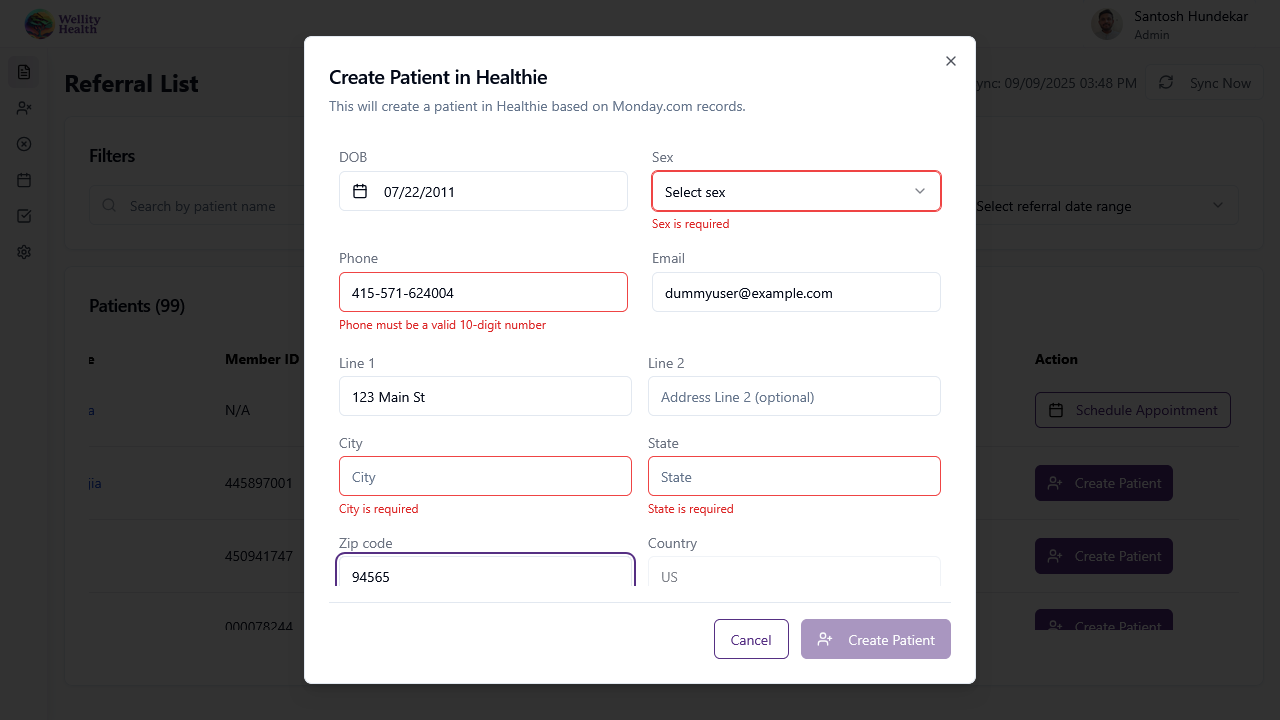 Wellity
Health
Santosh Hundekar
Admin
Referral List
ync: 09/09/2025 03:48 PM
Sync Now
Filters
Search by patient name
Select referral date range
Patients (99)
e
Member ID
Action
a
N/A
Schedule Appointment
jia
445897001
Create Patient
450941747
Create Patient
000078244
Create Patient
Create Patient in Healthie
This will create a patient in Healthie based on Monday.com records.
DOB
Sex
07/22/2011
Select sex
Sex is required
Phone
Email
415-571-624004
dummyuser@example.com
Phone must be a valid 10-digit number
Line 1
Line 2
123 Main St
Address Line 2 (optional)
City
State
City
State
City is required
State is required
Zip code
Country
94565
US
Cancel
Create Patient